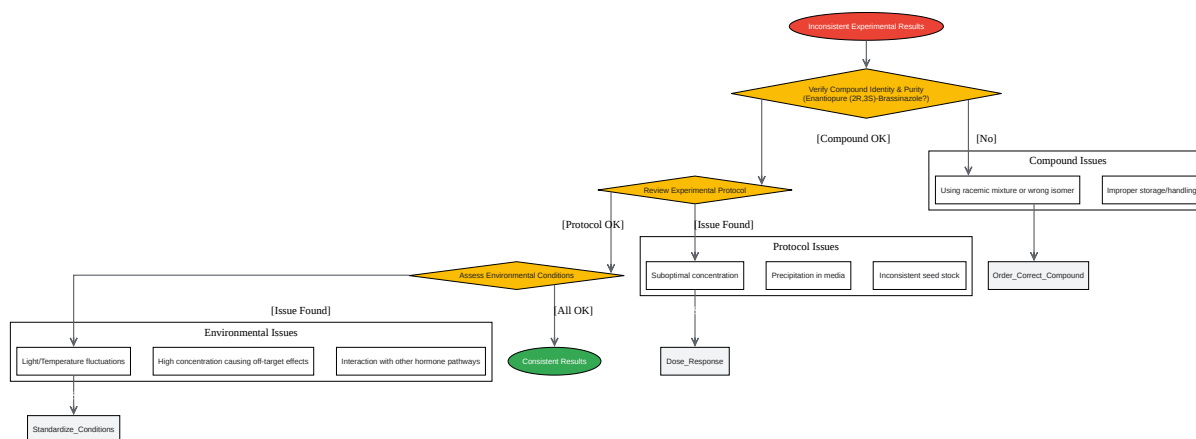 Inconsistent Experimental Results
Verify Compound Identity & Purity
(Enantiopure (2R,3S)-Brassinazole?)
[Compound OK]
[No]
Compound Issues
Using racemic mixture or wrong isomer
Improper storage/handling
Review Experimental Protocol
[Protocol OK]
[Issue Found]
Protocol Issues
Suboptimal concentration
Precipitation in media
Inconsistent seed stock
Order_Correct_Compound
Assess Environmental Conditions
[Issue Found]
[All OK]
Environmental Issues
Light/Temperature fluctuations
High concentration causing off-target effects
Interaction with other hormone pathways
Consistent Results
Dose_Response
Standardize_Conditions